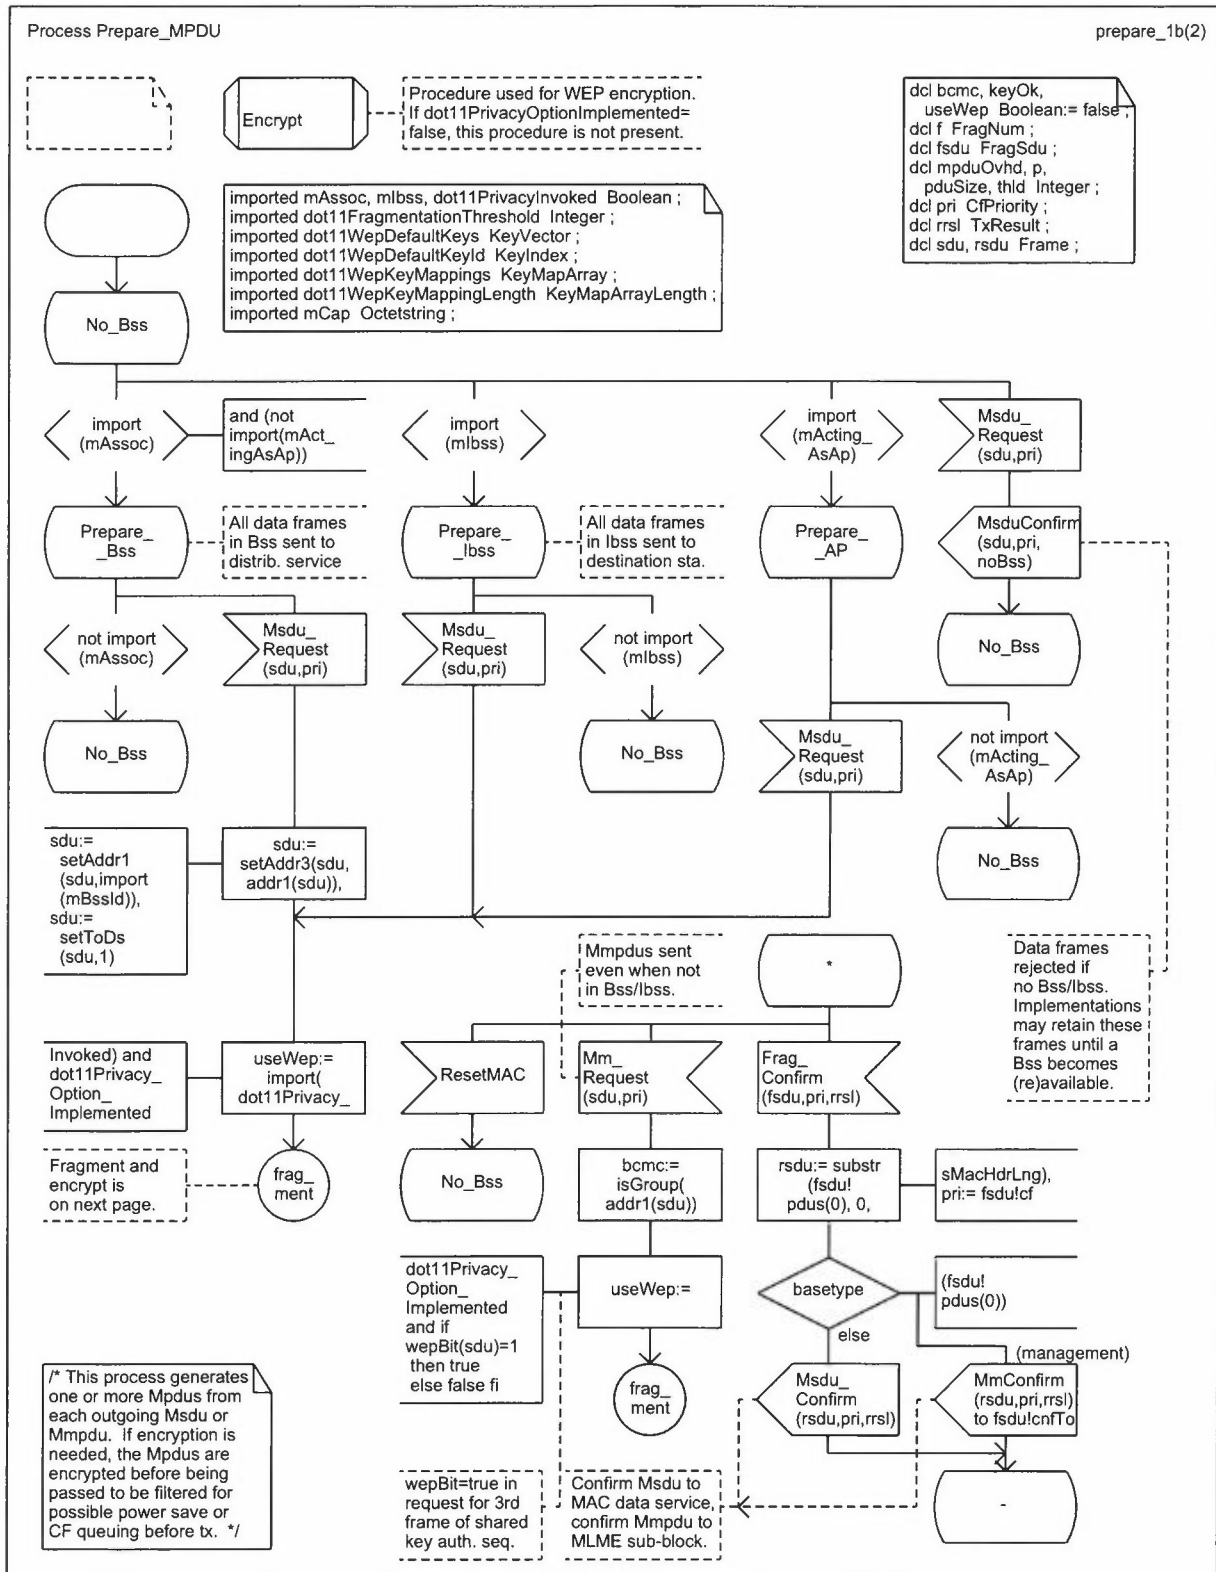 Process Prepare_MPDU
prepare_1b(2)
Encrypt
Procedure used for WEP encryption.
If dot11PrivacyOptionImplemented=
false, this procedure is not present.
dcl bcmc, keyOk,
useWep Boolean:= false ;
dcl f FragNum ;
dcl fsdu FragSdu ;
dcl mpduOvhd, p,
pduSize, thld Integer ;
dcl pri CfPriority ;
dcl rrsl TxResult ;
dcl sdu, rsdu Frame ;
imported mAssoc, mIbss, dot11PrivacyInvoked Boolean ;
imported dot11FragmentationThreshold Integer ;
imported dot11WepDefaultKeys KeyVector ;
imported dot11WepDefaultKeyId KeyIndex ;
imported dot11WepKeyMappings KeyMapArray ;
imported dot11WepKeyMappingLength KeyMapArrayLength ;
imported mCap Octetstring ;
No_Bss
import
(mAssoc)
and (not
import(mAct_
ingAsAp))
import
(mIbss)
import
(mActing_
AsAp)
Msdu_
Request
(sdu,pri)
Prepare_
_Bss
All data frames
in Bss sent to
distrib. service
Prepare_
_Ibss
All data frames
in Ibss sent to
destination sta.
Prepare_
_AP
MsduConfirm
(sdu,pri,
noBss)
not import
(mAssoc)
Msdu_
Request
(sdu,pri)
Msdu_
Request
(sdu,pri)
not import
(mIbss)
No_Bss
No_Bss
No_Bss
Msdu_
Request
(sdu,pri)
not import
(mActing_
AsAp)
No_Bss
sdu:=
setAddr1
(sdu,import
(mBssId)),
sdu:=
setToDs
(sdu,1)
sdu:=
setAddr3(sdu,
addr1(sdu)),
Mmpdus sent
even when not
in Bss/Ibss.
*
Data frames
rejected if
no Bss/Ibss.
Implementations
may retain these
frames until a
Bss becomes
(re)available.
Invoked) and
dot11Privacy_
Option_
Implemented
useWep:=
import(
dot11Privacy_
ResetMAC
Mm_
Request
(sdu,pri)
Frag_
Confirm
(fsdu,pri,rrsl)
Fragment and
encrypt is
on next page.
frag_
ment
No_Bss
bcmc:=
isGroup(
addr1(sdu))
rsdu:= substr
(fsdu!
pdus(0), 0,
sMacHdrLng),
pri:= fsdu!cf
dot11Privacy_
Option_
Implemented
and if
wepBit(sdu)=1
then true
else false fi
useWep:=
basetype
(fsdu!
pdus(0))
else
(management)
frag_
ment
Msdu_
Confirm
(rsdu,pri,rrsl)
MmConfirm
(rsdu,pri,rrsl)
to fsdu!cnfTo
/* This process generates
one or more Mpdus from
each outgoing Msdu or
Mmpdu. If encryption is
needed, the Mpdus are
encrypted before being
passed to be filtered for
possible power save or
CF queuing before tx. */
wepBit=true in
request for 3rd
frame of shared
key auth. seq.
Confirm Msdu to
MAC data service,
confirm Mmpdu to
MLME sub-block.
-